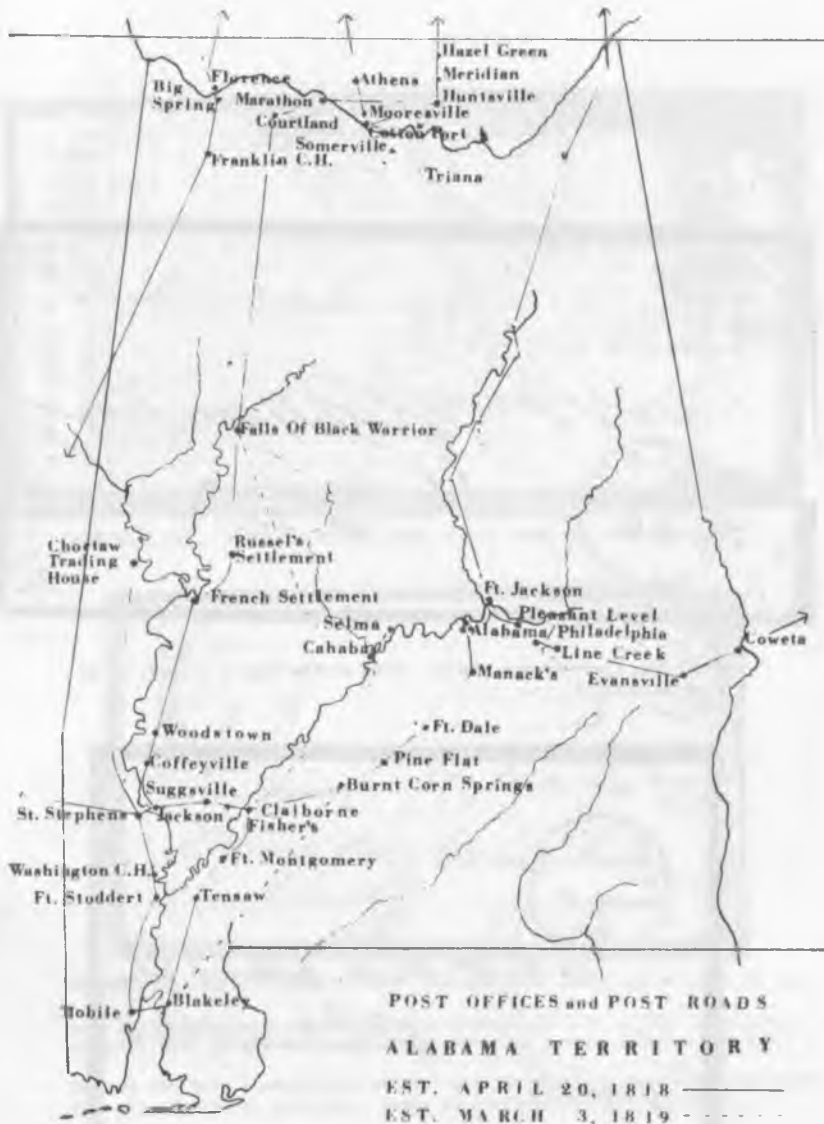 Hazel Green
Florence
Athens
Meridian
Big
Spring
Marathon
Huntsville
Courtland
Mooresville
Cotton Port
Somerville
Franklin C.H.
Triana
Falls Of Black Warrior
Russel's
Settlement
Choctaw
Trading
House
French Settlement
Ft. Jackson
Pleasant Level
Selma
Alabama/Philadelphia
Cahaba
Line Creek
Coweta
Manack's
Evansville
Ft. Dale
Woodstown
Pine Flat
Coffeyville
Burnt Corn Springs
Suggsville
St. Stephens
Jackson
Claiborne
Fisher's
Ft. Montgomery
Washington C.H.
Ft. Stoddert
Tensaw
Blakeley
Mobile
POST OFFICES and POST ROADS
ALABAMA TERRITORY
EST. APRIL 20, 1818
EST. MARCH 3, 1819